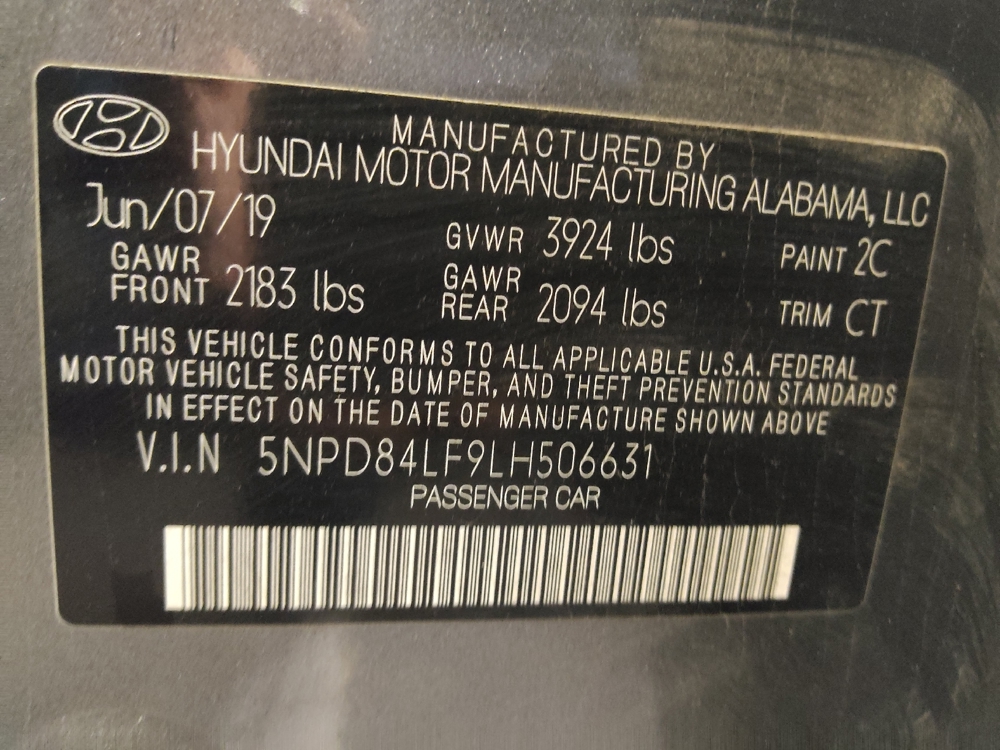 MANUFACTURED BY
HYUNDAI MOTOR MANUFACTURING ALABAMA, LLC
Jun/07/19 GVWR 3924 lbs PAINT 2C
GAWR FRONT 2183 lbs GAWR REAR 2094 lbs TRIM CT
THIS VEHICLE CONFORMS TO ALL APPLICABLE U.S.A. FEDERAL
MOTOR VEHICLE SAFETY, BUMPER, AND THEFT PREVENTION STANDARDS
IN EFFECT ON THE DATE OF MANUFACTURE SHOWN ABOVE
V.I.N 5NPD84LF9LH506631
PASSENGER CAR